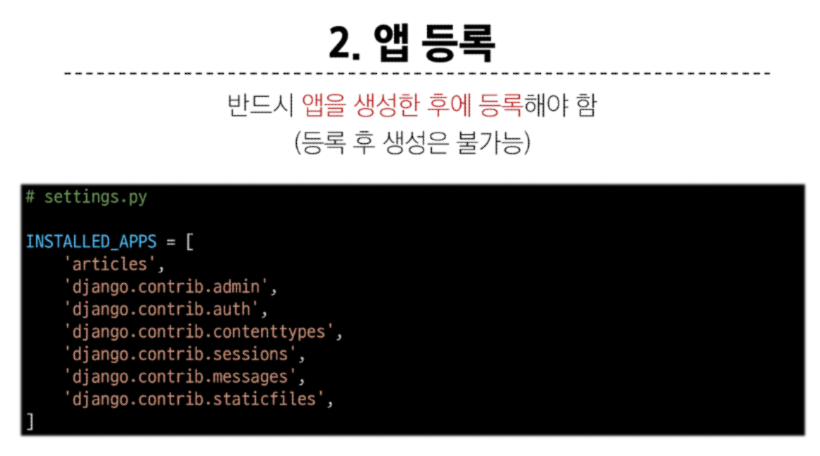 2. 앱 등록
반드시 앱을 생성한 후에 등록해야 함
(등록 후 생성은 불가능)
# settings.py
INSTALLED_APPS = [
    'articles',
    'django.contrib.admin',
    'django.contrib.auth',
    'django.contrib.contenttypes',
    'django.contrib.sessions',
    'django.contrib.messages',
    'django.contrib.staticfiles',
]